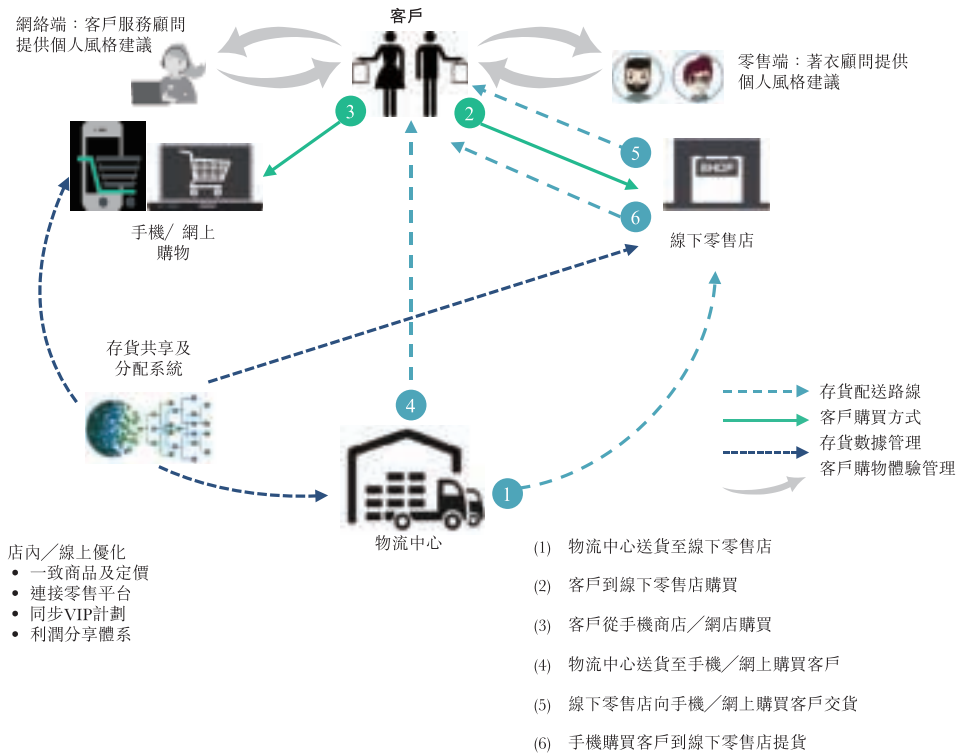 網絡端：客戶服務顧問
提供個人風格建議
客戶
零售端：著衣顧問提供
個人風格建議
3
2
5
6
SHOP
手機/ 網上
購物
線下零售店
存貨共享及
分配系統
4
1
物流中心
存貨配送路線
客戶購買方式
存貨數據管理
客戶購物體驗管理
店內／線上優化
• 一致商品及定價
• 連接零售平台
• 同步VIP計劃
• 利潤分享體系
(1) 物流中心送貨至線下零售店
(2) 客戶到線下零售店購買
(3) 客戶從手機商店／網店購買
(4) 物流中心送貨至手機／網上購買客戶
(5) 線下零售店向手機／網上購買客戶交貨
(6) 手機購買客戶到線下零售店提貨